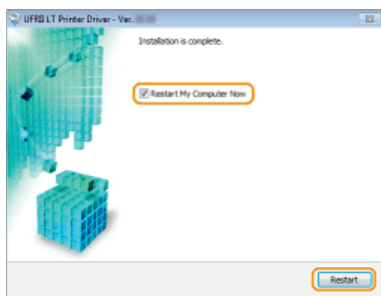 UFRII LT Printer Driver - Ver.
Installation is complete.
Restart My Computer Now
Restart